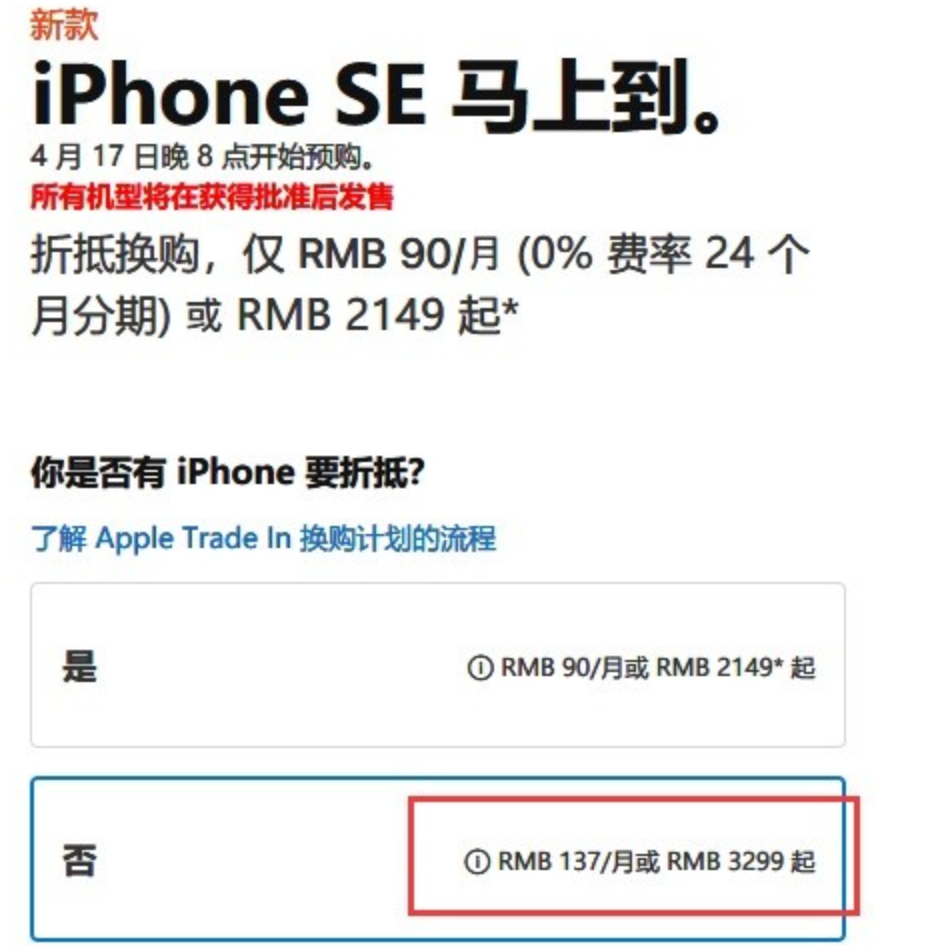 新款
iPhone SE 马上到。
4 月 17 日晚 8 点开始预购。
所有机型将在获得批准后发售
折抵换购，仅 RMB 90/月 (0% 费率 24 个
月分期) 或 RMB 2149 起*
你是否有 iPhone 要折抵?
了解 Apple Trade In 换购计划的流程
是 ⓘ RMB 90/月或 RMB 2149* 起
否 ⓘ RMB 137/月或 RMB 3299 起